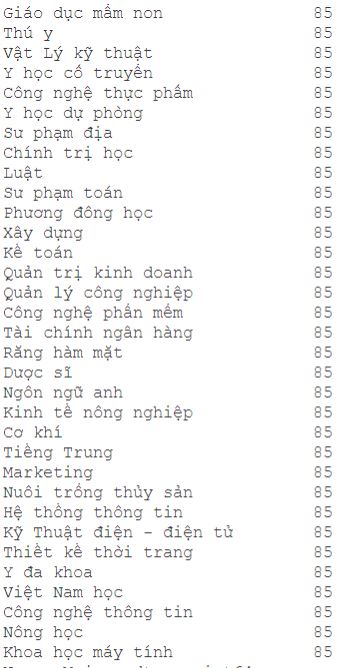 Giáo dục mầm non 85
Thú y 85
Vật Lý kỹ thuật 85
Y học cổ truyền 85
Công nghệ thực phẩm 85
Y học dự phòng 85
Sư phạm địa 85
Chính trị học 85
Luật 85
Sư phạm toán 85
Phương đông học 85
Xây dựng 85
Kế toán 85
Quản trị kinh doanh 85
Quản lý công nghiệp 85
Công nghệ phần mềm 85
Tài chính ngân hàng 85
Răng hàm mặt 85
Dược sĩ 85
Ngôn ngữ anh 85
Kinh tế nông nghiệp 85
Cơ khí 85
Tiếng Trung 85
Marketing 85
Nuôi trồng thủy sản 85
Hệ thống thông tin 85
Kỹ Thuật điện - điện tử 85
Thiết kế thời trang 85
Y đa khoa 85
Việt Nam học 85
Công nghệ thông tin 85
Nông học 85
Khoa học máy tính 85